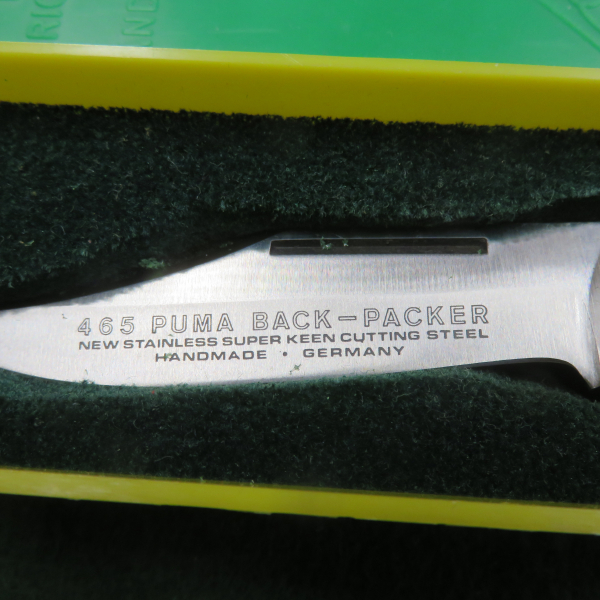 465 PUMA BACK-PACKER
NEW STAINLESS SUPER KEEN CUTTING STEEL
HANDMADE • GERMANY